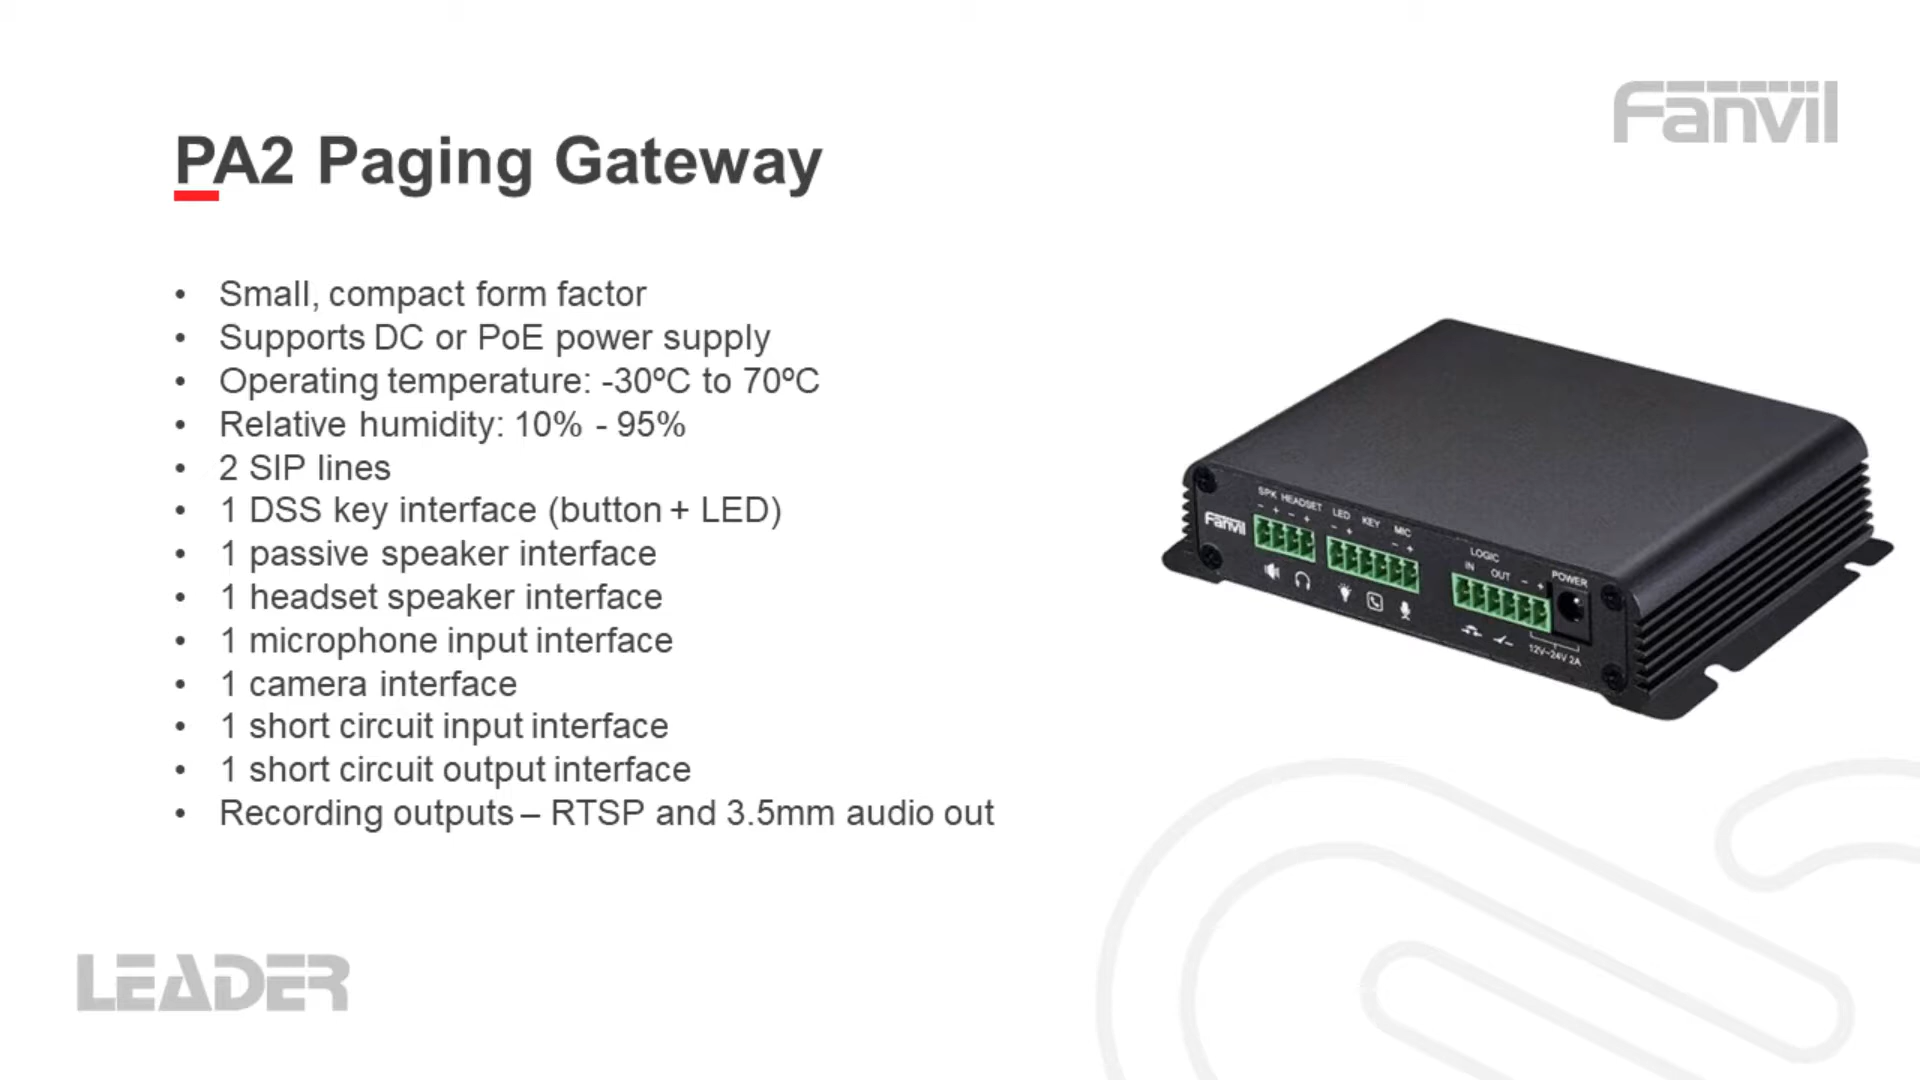 Fanvil
PA2 Paging Gateway
• Small, compact form factor
• Supports DC or PoE power supply
• Operating temperature: -30ºC to 70ºC
• Relative humidity: 10% - 95%
• 2 SIP lines
• 1 DSS key interface (button + LED)
• 1 passive speaker interface
• 1 headset speaker interface
• 1 microphone input interface
• 1 camera interface
• 1 short circuit input interface
• 1 short circuit output interface
• Recording outputs – RTSP and 3.5mm audio out
Fanvil
SPK HEADSET LED KEY MIC
- + - + - + - +
LOGIC
IN OUT - + POWER
12V~24V 2A
LEADER